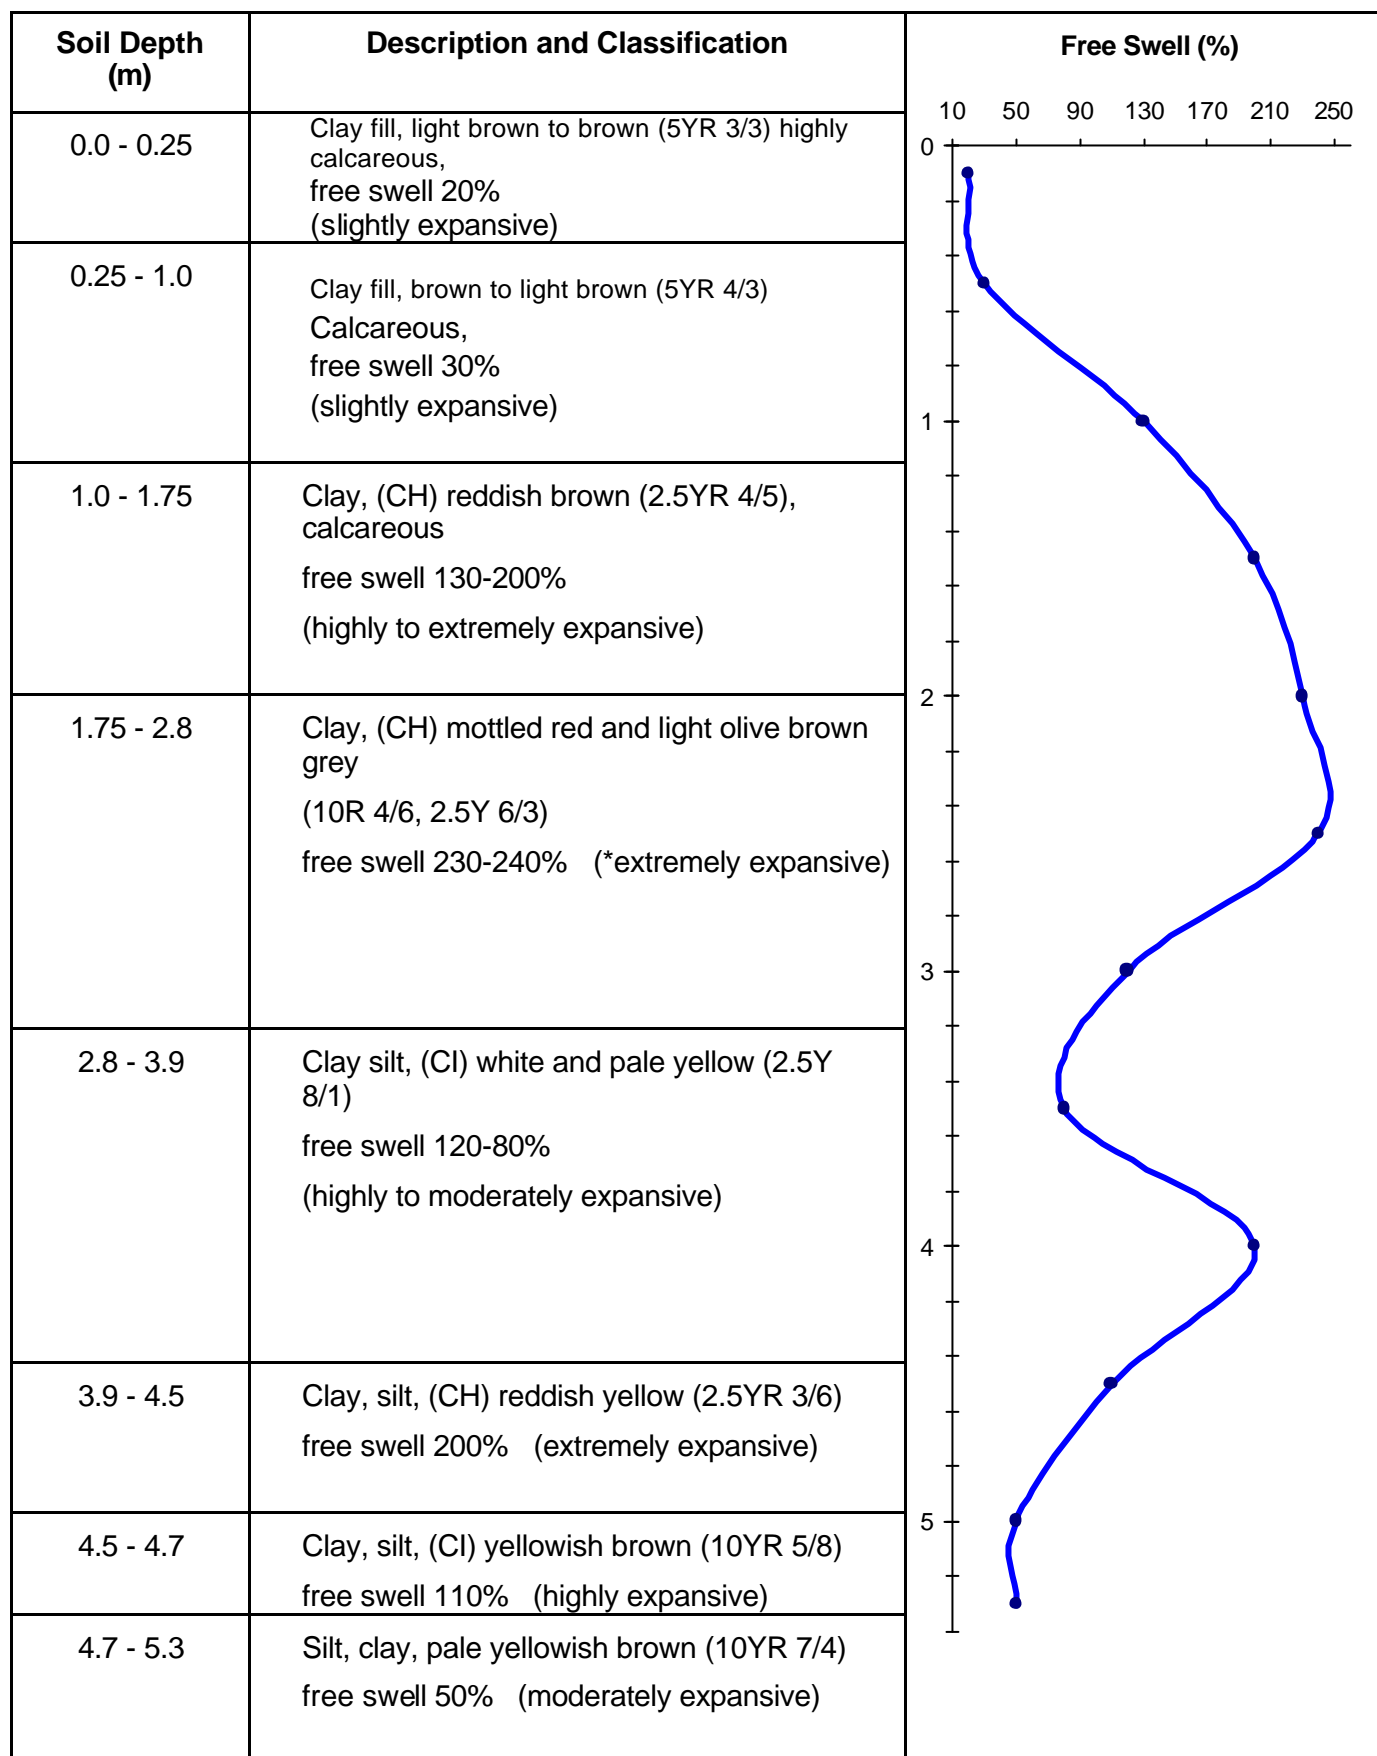 Soil Depth
(m)
Description and Classification
Free Swell (%)
0.0 - 0.25
Clay fill, light brown to brown (5YR 3/3) highly
calcareous,
free swell 20%
(slightly expansive)
0.25 - 1.0
Clay fill, brown to light brown (5YR 4/3)
Calcareous,
free swell 30%
(slightly expansive)
1.0 - 1.75
Clay, (CH) reddish brown (2.5YR 4/5),
calcareous
free swell 130-200%
(highly to extremely expansive)
1.75 - 2.8
Clay, (CH) mottled red and light olive brown
grey
(10R 4/6, 2.5Y 6/3)
free swell 230-240% (*extremely expansive)
2.8 - 3.9
Clay silt, (CI) white and pale yellow (2.5Y
8/1)
free swell 120-80%
(highly to moderately expansive)
3.9 - 4.5
Clay, silt, (CH) reddish yellow (2.5YR 3/6)
free swell 200% (extremely expansive)
4.5 - 4.7
Clay, silt, (CI) yellowish brown (10YR 5/8)
free swell 110% (highly expansive)
4.7 - 5.3
Silt, clay, pale yellowish brown (10YR 7/4)
free swell 50% (moderately expansive)
10 50 90 130 170 210 250
0
1
2
3
4
5